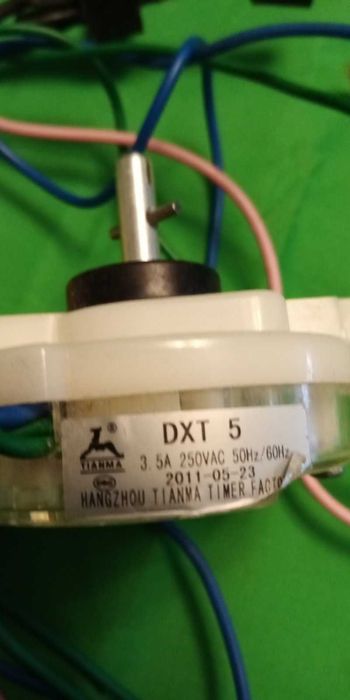 ®
DXT 5
TIANMA
3.5A 250VAC 50Hz/60Hz
2011-05-23
HANGZHOU TIANMA TIMER FACTO